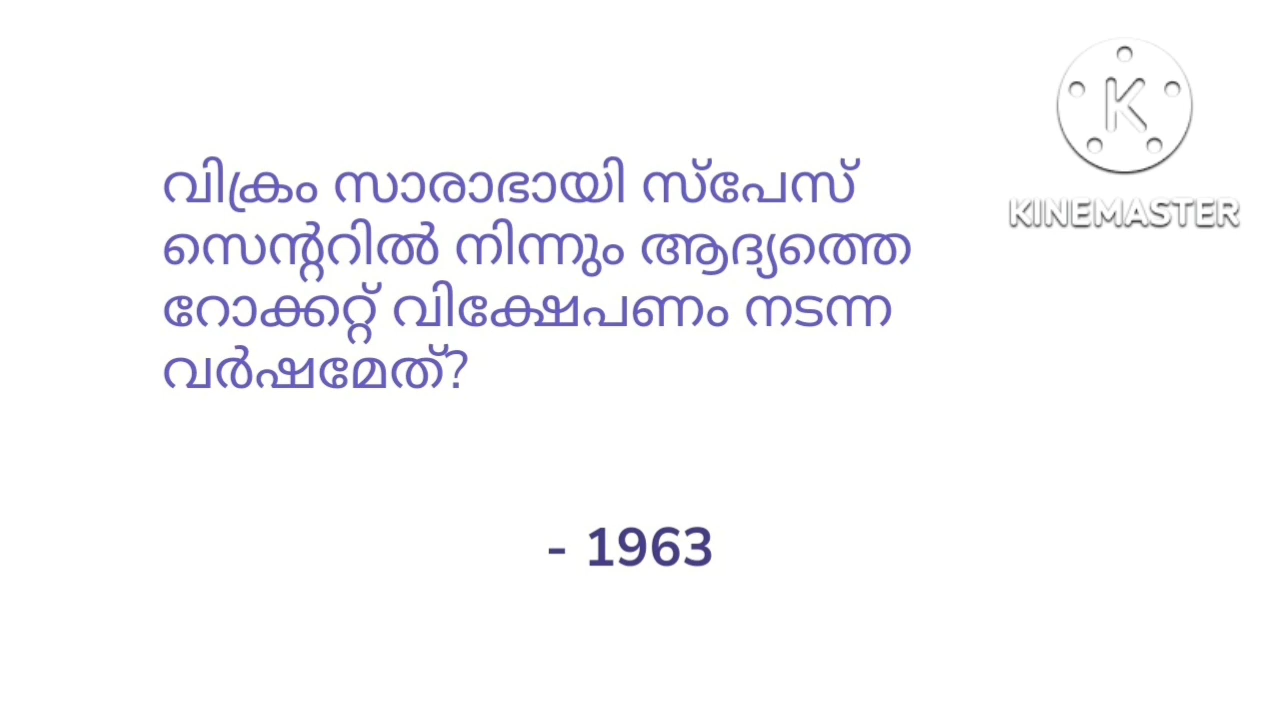 വിക്രം സാരാഭായി സ്പേസ്
സെന്ററിൽ നിന്നും ആദ്യത്തെ
റോക്കറ്റ് വിക്ഷേപണം നടന്ന
വർഷമേത്?
- 1963
K
KINEMASTER